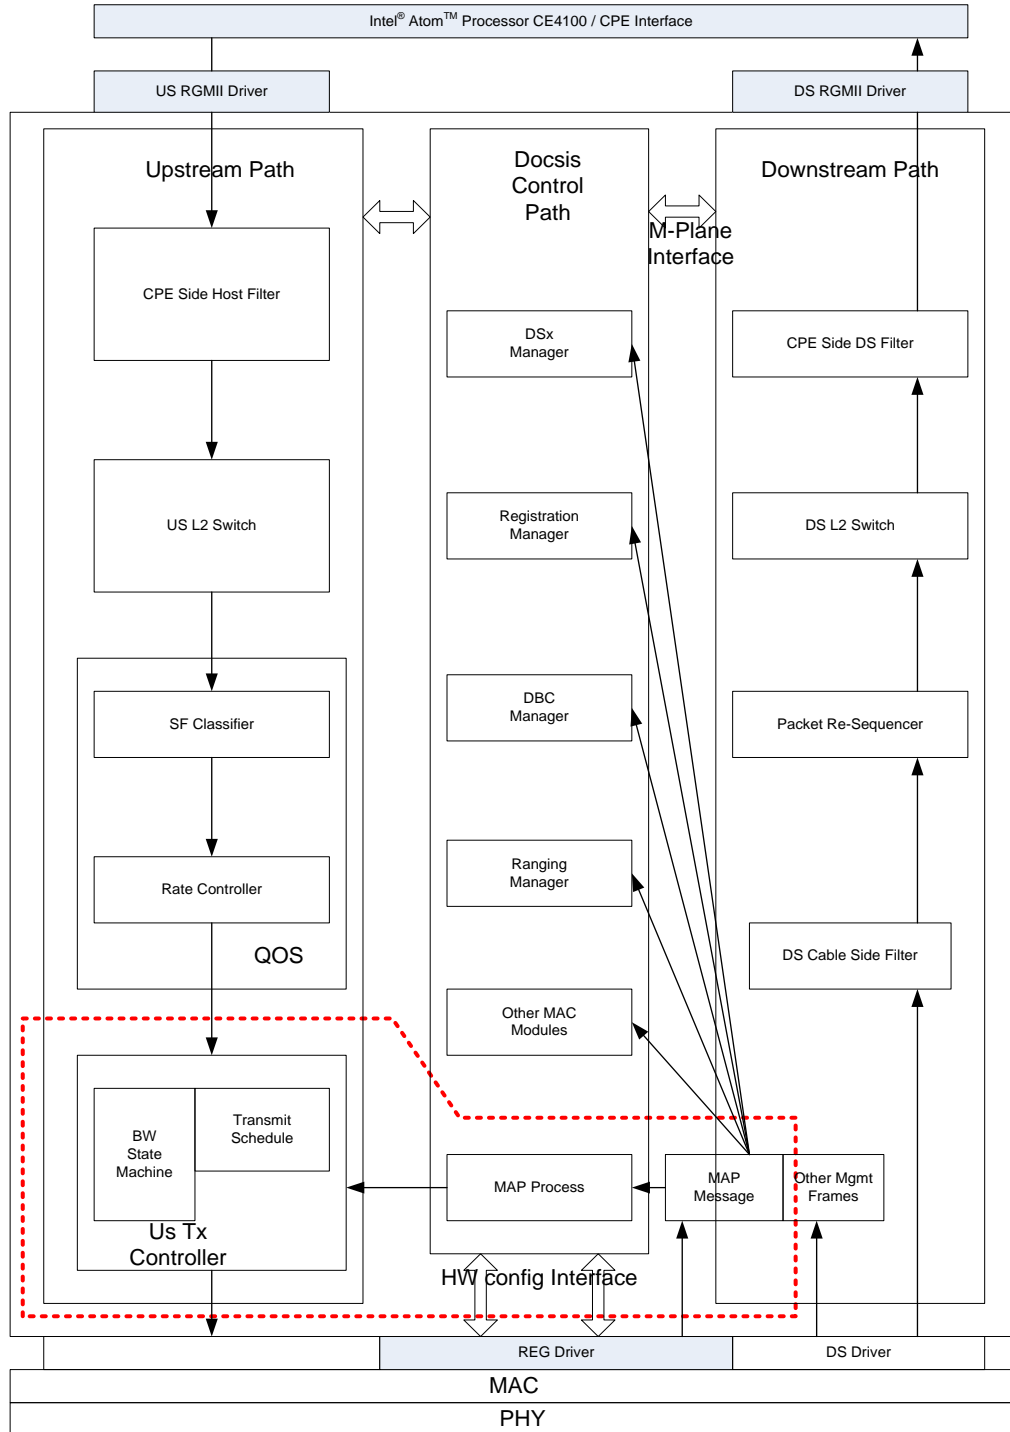 Intel® Atom™ Processor CE4100 / CPE Interface
US RGMII Driver
DS RGMII Driver
Upstream Path
Docsis
Control
Path
Downstream Path
M-Plane
Interface
CPE Side Host Filter
DSx
Manager
CPE Side DS Filter
US L2 Switch
Registration
Manager
DS L2 Switch
SF Classifier
DBC
Manager
Packet Re-Sequencer
Rate Controller
Ranging
Manager
QOS
DS Cable Side Filter
Other MAC
Modules
BW
State
Machine
Transmit
Schedule
Us Tx
Controller
MAP Process
MAP
Message
Other Mgmt
Frames
HW config Interface
REG Driver
DS Driver
MAC
PHY